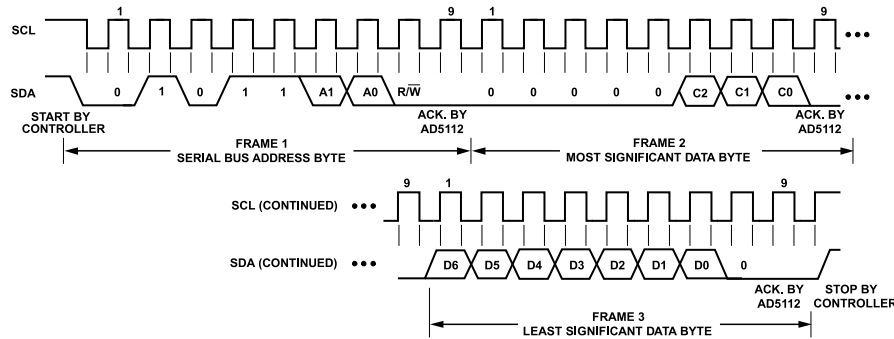 1 9 1 9
SCL •••
SDA 0 1 0 1 1 A1 A0 R/W̅ 0 0 0 0 0 C2 C1 C0 •••
START BY ACK. BY ACK. BY
CONTROLLER AD5112 AD5112
FRAME 1 FRAME 2
SERIAL BUS ADDRESS BYTE MOST SIGNIFICANT DATA BYTE
9 1 9
SCL (CONTINUED) •••
SDA (CONTINUED) ••• D6 D5 D4 D3 D2 D1 D0 0
ACK. BY STOP BY
AD5112 CONTROLLER
FRAME 3
LEAST SIGNIFICANT DATA BYTE